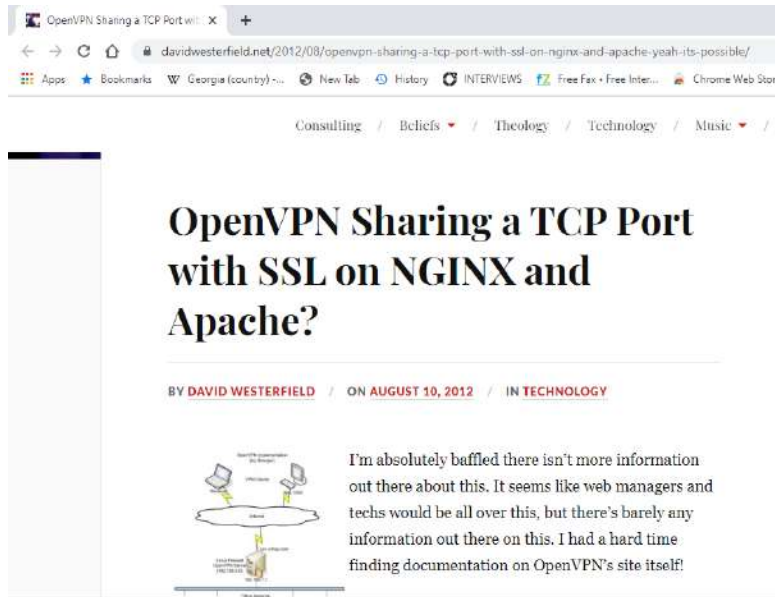 OpenVPN Sharing a TCP Port wit
davidwesterfield.net/2012/08/openvpn-sharing-a-tcp-port-with-ssl-on-nginx-and-apache-yeah-its-possible/
Apps Bookmarks W Georgia (country) -... New Tab History INTERVIEWS Free Fax • Free Inter... Chrome Web Stor
Consulting / Beliefs / Theology / Technology / Music /
OpenVPN Sharing a TCP Port
with SSL on NGINX and
Apache?
BY DAVID WESTERFIELD / ON AUGUST 10, 2012 / IN TECHNOLOGY
I'm absolutely baffled there isn't more information
out there about this. It seems like web managers and
techs would be all over this, but there's barely any
information out there on this. I had a hard time
finding documentation on OpenVPN's site itself!